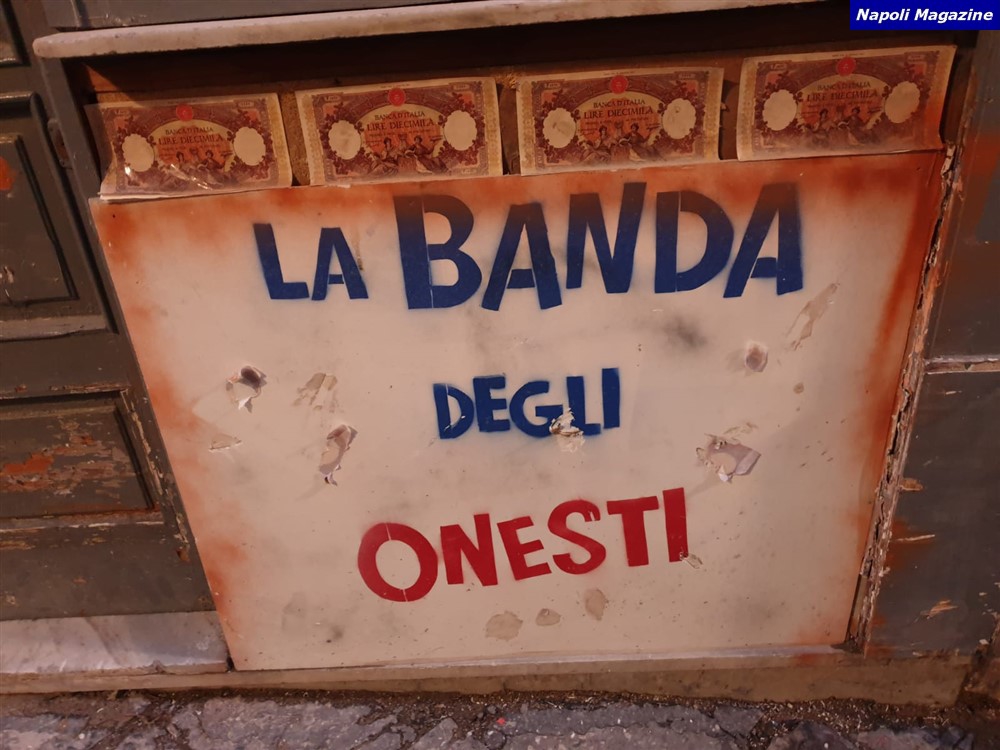 Napoli Magazine
BANCA D'ITALIA
LIRE DIECIMILA
BANCA D'ITALIA
LIRE DIECIMILA
BANCA D'ITALIA
LIRE DIECIMILA
BANCA D'ITALIA
LIRE DIECIMILA
LA BANDA
DEGLI
ONESTI